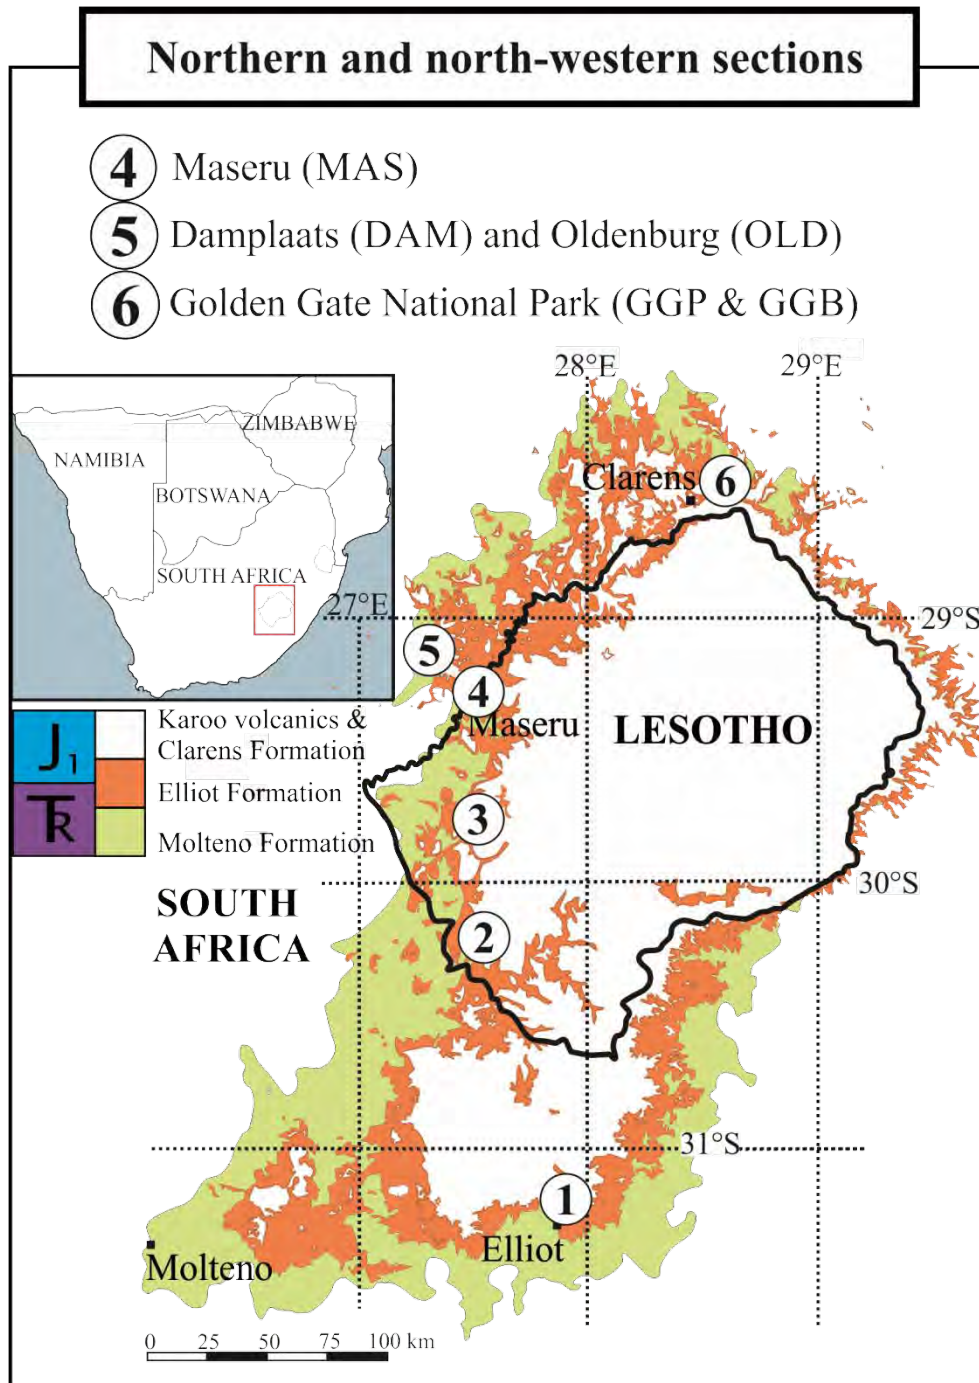 Northern and north-western sections
4 Maseru (MAS)
5 Damplaats (DAM) and Oldenburg (OLD)
6 Golden Gate National Park (GGP & GGB)
28°E
29°E
ZIMBABWE
NAMIBIA
BOTSWANA
SOUTH AFRICA
Clarens
6
27°E
29°S
5
4
Maseru
LESOTHO
J1
Karoo volcanics &
Clarens Formation
Elliot Formation
TR
Molteno Formation
3
30°S
SOUTH
AFRICA
2
31°S
1
Elliot
Molteno
0 25 50 75 100 km